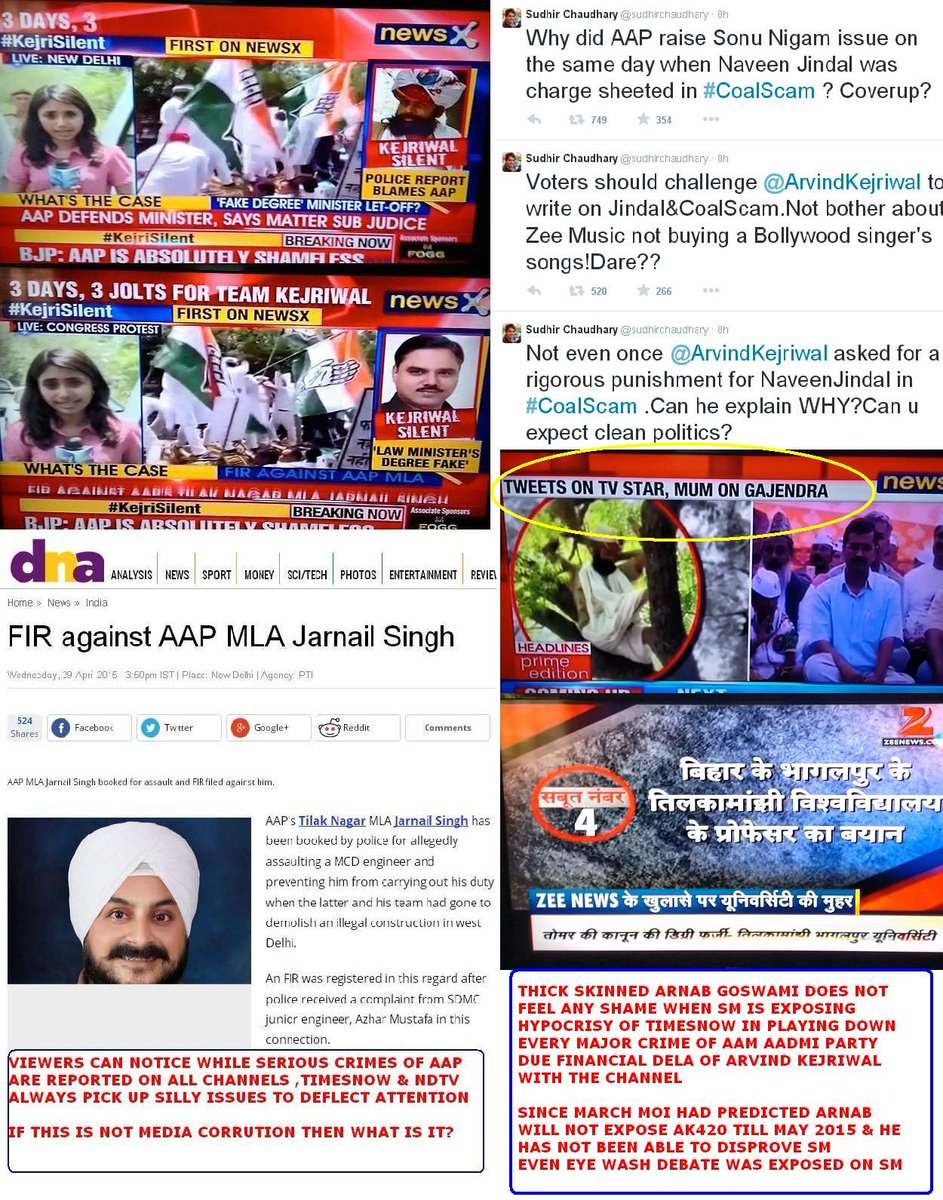 3 DAYS, 3
#KejriSilent
FIRST ON NEWSX
newsX
LIVE: NEW DELHI
KEJRIWAL
SILENT
POLICE REPORT
BLAMES AAP
WHAT'S THE CASE
'FAKE DEGREE' MINISTER LET-OFF?
AAP DEFENDS MINISTER, SAYS MATTER SUB JUDICE
#KejriSilent
BREAKING NOW
Associate Sponsors
FOGG
BJP: AAP IS ABSOLUTELY SHAMELESS
3 DAYS, 3 JOLTS FOR TEAM KEJRIWAL
newsX
#KejriSilent
FIRST ON NEWSX
LIVE: CONGRESS PROTEST
KEJRIWAL
SILENT
'LAW MINISTER'S
DEGREE FAKE'
WHAT'S THE CASE
FIR AGAINST AAP MLA
FIR AGAINST AAP'S TILAK NAGAR MLA JARNAIL SINGH
#KejriSilent
BREAKING NOW
Associate Sponsors
FOGG
BJP: AAP IS ABSOLUTELY SHAMELESS
dna
ANALYSIS NEWS SPORT MONEY SCI/TECH PHOTOS ENTERTAINMENT REVIE
Home » News » India
FIR against AAP MLA Jarnail Singh
Wednesday, 29 April 2015 - 3:50pm IST | Place: New Delhi | Agency: PTI
524
Shares
Facebook
Twitter
Google+
Reddit
Comments
AAP MLA Jarnail Singh booked for assault and FIR filed against him.
AAP's Tilak Nagar MLA Jarnail Singh has
been booked by police for allegedly
assaulting a MCD engineer and
preventing him from carrying out his duty
when the latter and his team had gone to
demolish an illegal construction in west
Delhi.
An FIR was registered in this regard after
police received a complaint from SDMC
junior engineer, Azhar Mustafa in this
connection.
VIEWERS CAN NOTICE WHILE SERIOUS CRIMES OF AAP
ARE REPORTED ON ALL CHANNELS ,TIMESNOW & NDTV
ALWAYS PICK UP SILLY ISSUES TO DEFLECT ATTENTION
IF THIS IS NOT MEDIA CORRUTION THEN WHAT IS IT?
Sudhir Chaudhary @sudhirchaudhary · 8h
Why did AAP raise Sonu Nigam issue on
the same day when Naveen Jindal was
charge sheeted in #CoalScam ? Coverup?
749 354
Sudhir Chaudhary @sudhirchaudhary · 8h
Voters should challenge @ArvindKejriwal to
write on Jindal&CoalScam.Not bother about
Zee Music not buying a Bollywood singer's
songs!Dare??
520 266
Sudhir Chaudhary @sudhirchaudhary · 8h
Not even once @ArvindKejriwal asked for a
rigorous punishment for NaveenJindal in
#CoalScam .Can he explain WHY?Can u
expect clean politics?
TWEETS ON TV STAR, MUM ON GAJENDRA
news
HEADLINES
prime
edition
COMING UP
NEXT
Z
ZEENEWS.CO
सबूत नंबर
4
बिहार के भागलपुर के
तिलकामांझी विश्वविद्यालय
के प्रोफेसर का बयान
ZEE NEWS के खुलासे पर यूनिवर्सिटी की मुहर
तोमर की कानून की डिग्री फर्जी- तिलकामांझी भागलपुर यूनिवर्सिटी
THICK SKINNED ARNAB GOSWAMI DOES NOT
FEEL ANY SHAME WHEN SM IS EXPOSING
HYPOCRISY OF TIMESNOW IN PLAYING DOWN
EVERY MAJOR CRIME OF AAM AADMI PARTY
DUE FINANCIAL DELA OF ARVIND KEJRIWAL
WITH THE CHANNEL
SINCE MARCH MOI HAD PREDICTED ARNAB
WILL NOT EXPOSE AK420 TILL MAY 2015 & HE
HAS NOT BEEN ABLE TO DISPROVE SM
EVEN EYE WASH DEBATE WAS EXPOSED ON SM